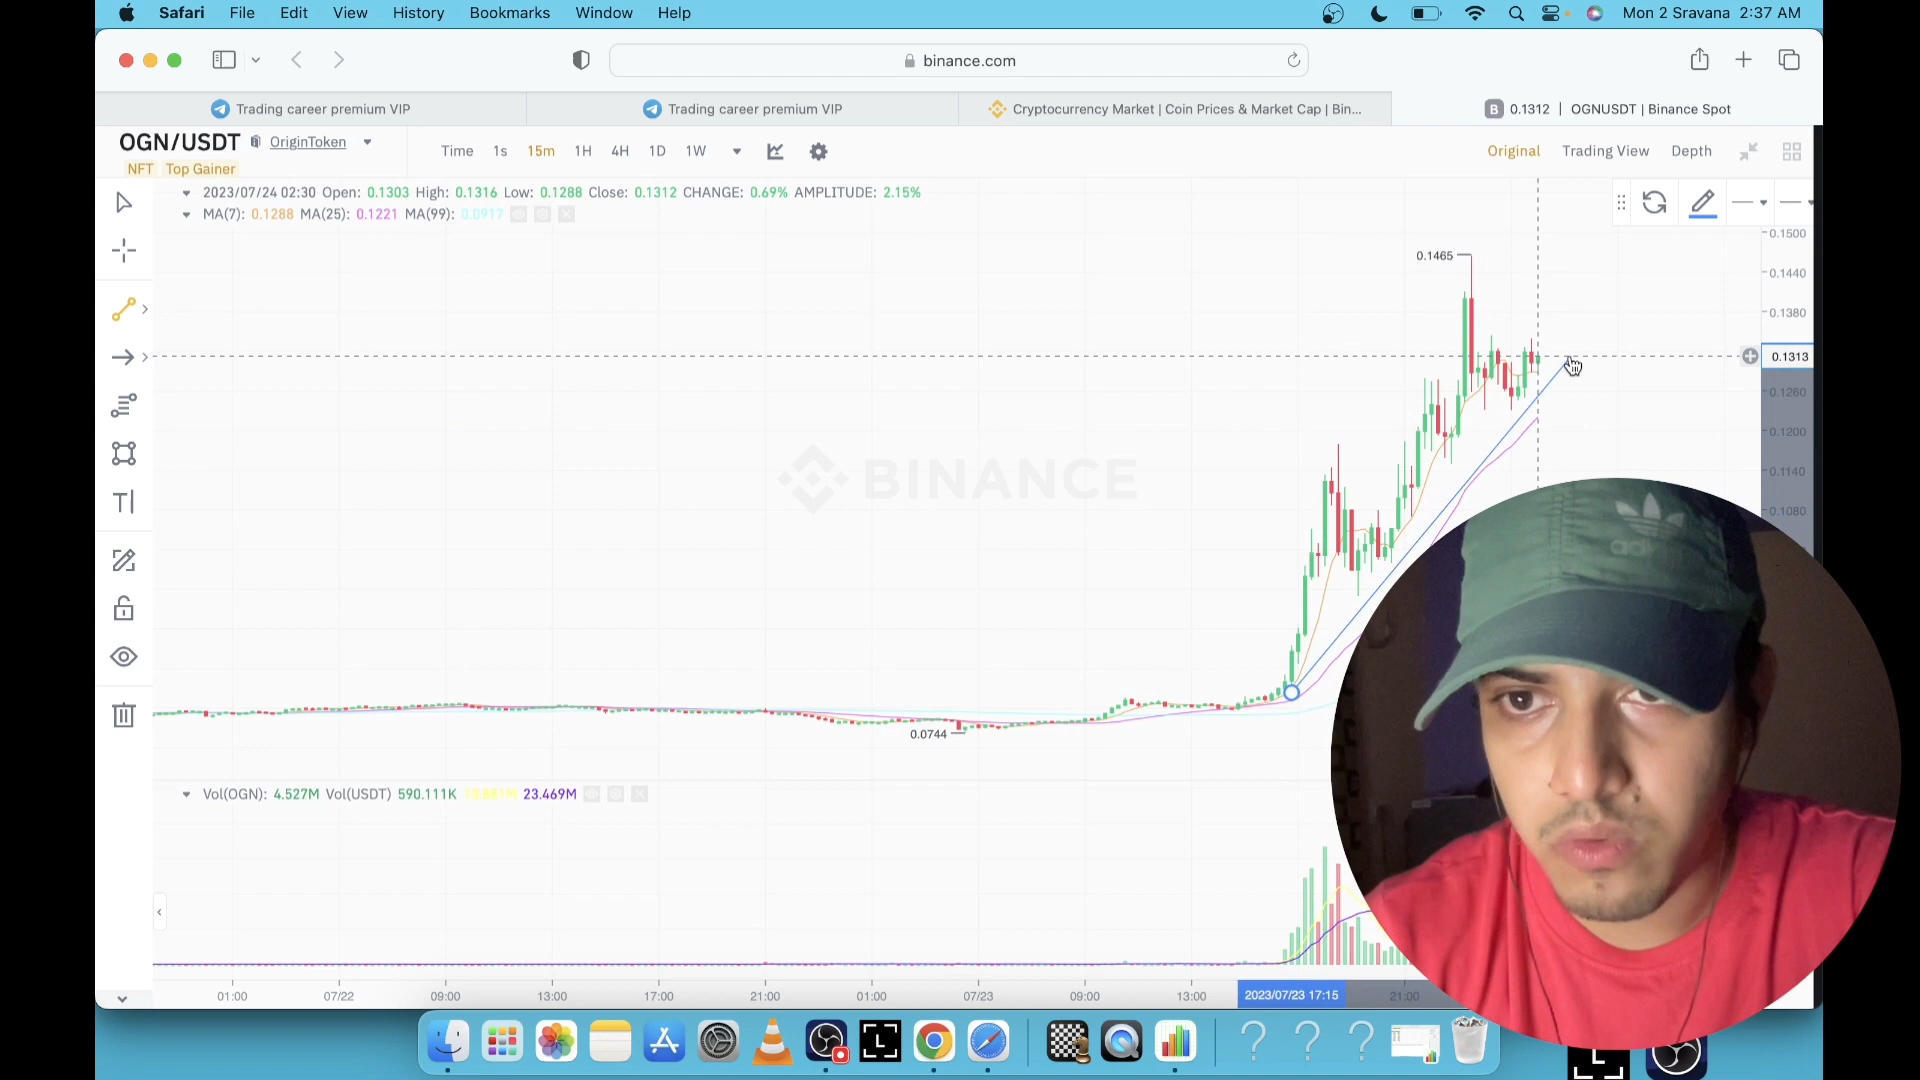 Safari File Edit View History Bookmarks Window Help Mon 2 Sravana 2:37 AM
binance.com
Trading career premium VIP Trading career premium VIP Cryptocurrency Market | Coin Prices & Market Cap | Bin... B 0.1312 | OGNUSDT | Binance Spot
OGN/USDT OriginToken Time 1s 15m 1H 4H 1D 1W Original Trading View Depth
NFT Top Gainer
2023/07/24 02:30 Open: 0.1303 High: 0.1316 Low: 0.1288 Close: 0.1312 CHANGE: 0.69% AMPLITUDE: 2.15%
MA(7): 0.1288 MA(25): 0.1221 MA(99): 0.0917
0.1500
0.1465
0.1440
0.1380
0.1313
0.1260
0.1200
0.1140
BINANCE
0.1080
T
0.0744
Vol(OGN): 4.527M Vol(USDT) 590.111K 23.469M
01:00 07/22 09:00 13:00 17:00 21:00 01:00 07/23 09:00 13:00 2023/07/23 17:15 21:00